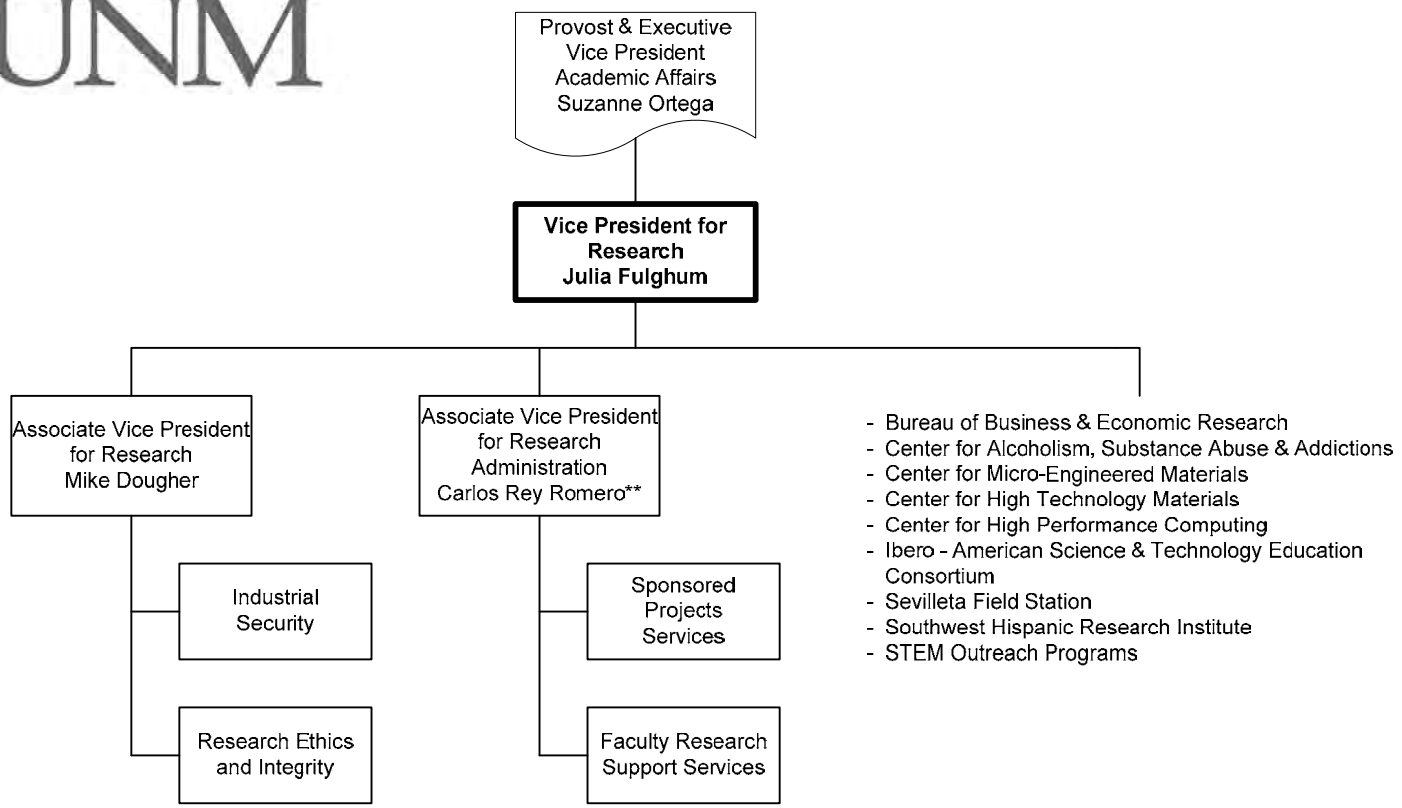 UNM
Provost & Executive
Vice President
Academic Affairs
Suzanne Ortega
Vice President for
Research
Julia Fulghum
Associate Vice President
for Research
Mike Dougher
Associate Vice President
for Research
Administration
Carlos Rey Romero**
Industrial
Security
Research Ethics
and Integrity
Sponsored
Projects
Services
Faculty Research
Support Services
- Bureau of Business & Economic Research
- Center for Alcoholism, Substance Abuse & Addictions
- Center for Micro-Engineered Materials
- Center for High Technology Materials
- Center for High Performance Computing
- Ibero - American Science & Technology Education
Consortium
- Sevilleta Field Station
- Southwest Hispanic Research Institute
- STEM Outreach Programs